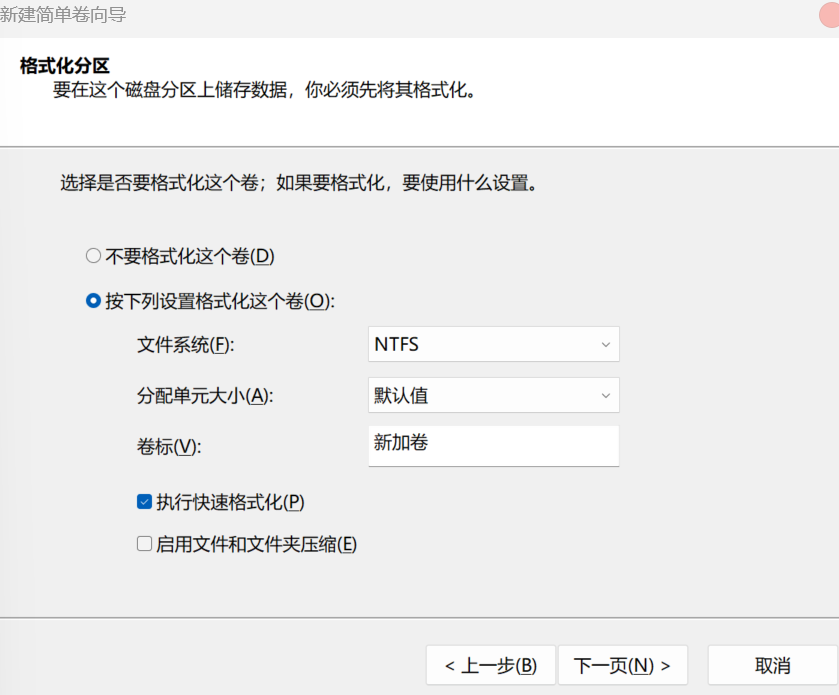 新建简单卷向导
格式化分区
要在这个磁盘分区上储存数据，你必须先将其格式化。
选择是否要格式化这个卷；如果要格式化，要使用什么设置。
不要格式化这个卷(D)
按下列设置格式化这个卷(O):
文件系统(F): NTFS
分配单元大小(A): 默认值
卷标(V): 新加卷
执行快速格式化(P)
启用文件和文件夹压缩(E)
< 上一步(B) 下一页(N) > 取消